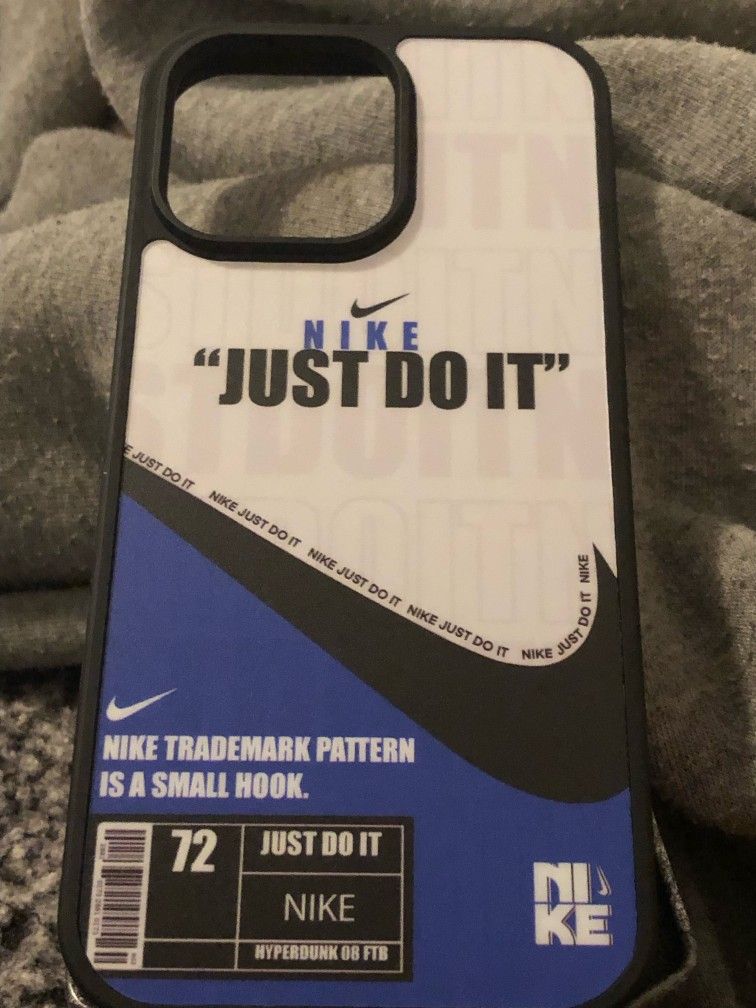 NIKE
“JUST DO IT”
E JUST DO IT NIKE JUST DO IT NIKE JUST DO IT NIKE JUST DO IT NIKE JUST DO IT NIKE
NIKE TRADEMARK PATTERN
IS A SMALL HOOK.
72
JUST DO IT
NIKE
HYPERDUNK 08 FTB
NI
KE